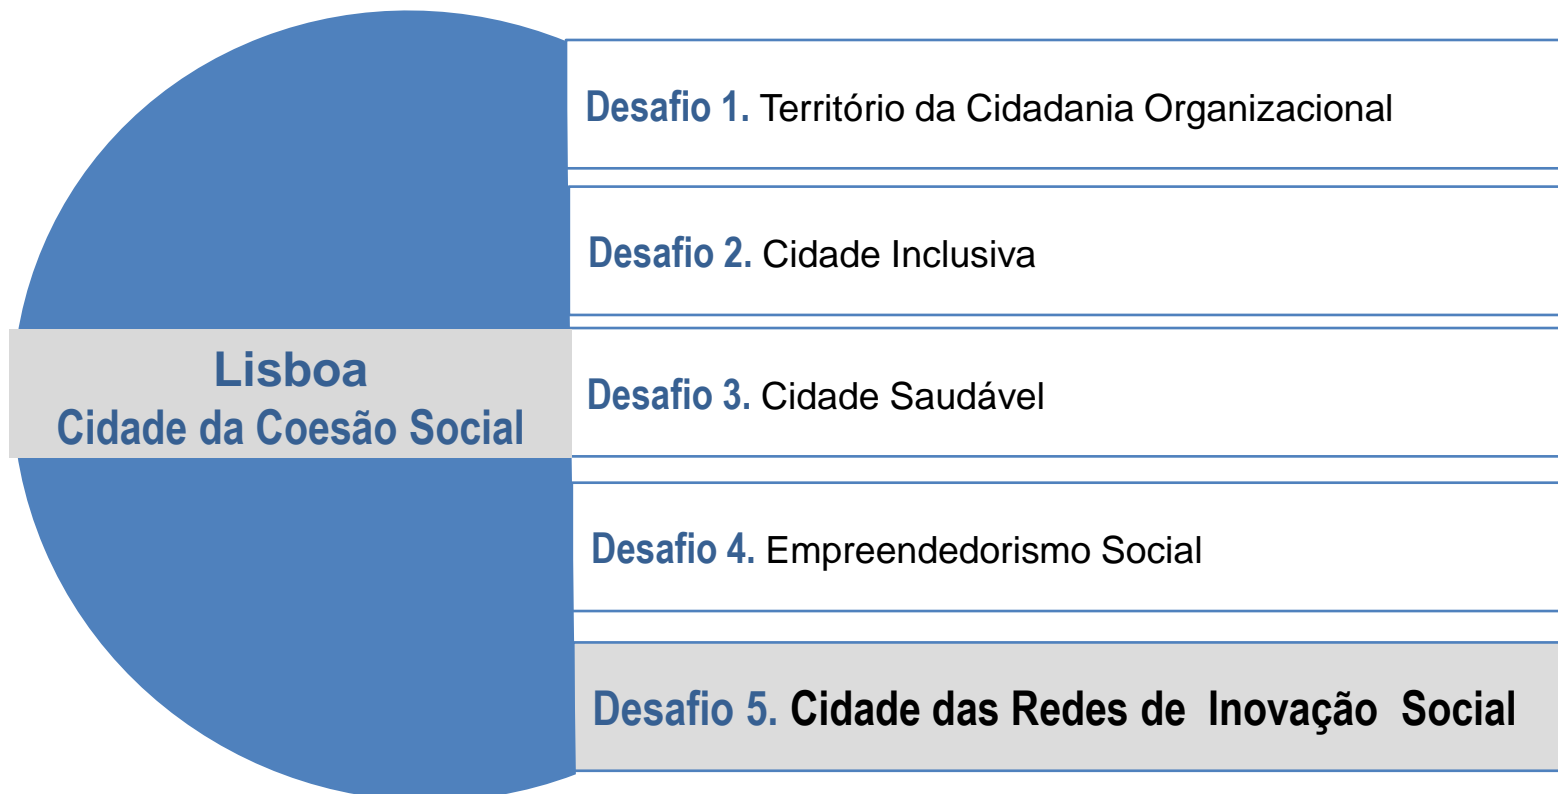 Desafio 1. Território da Cidadania Organizacional
Desafio 2. Cidade Inclusiva
Lisboa
Cidade da Coesão Social
Desafio 3. Cidade Saudável
Desafio 4. Empreendedorismo Social
Desafio 5. Cidade das Redes de Inovação Social